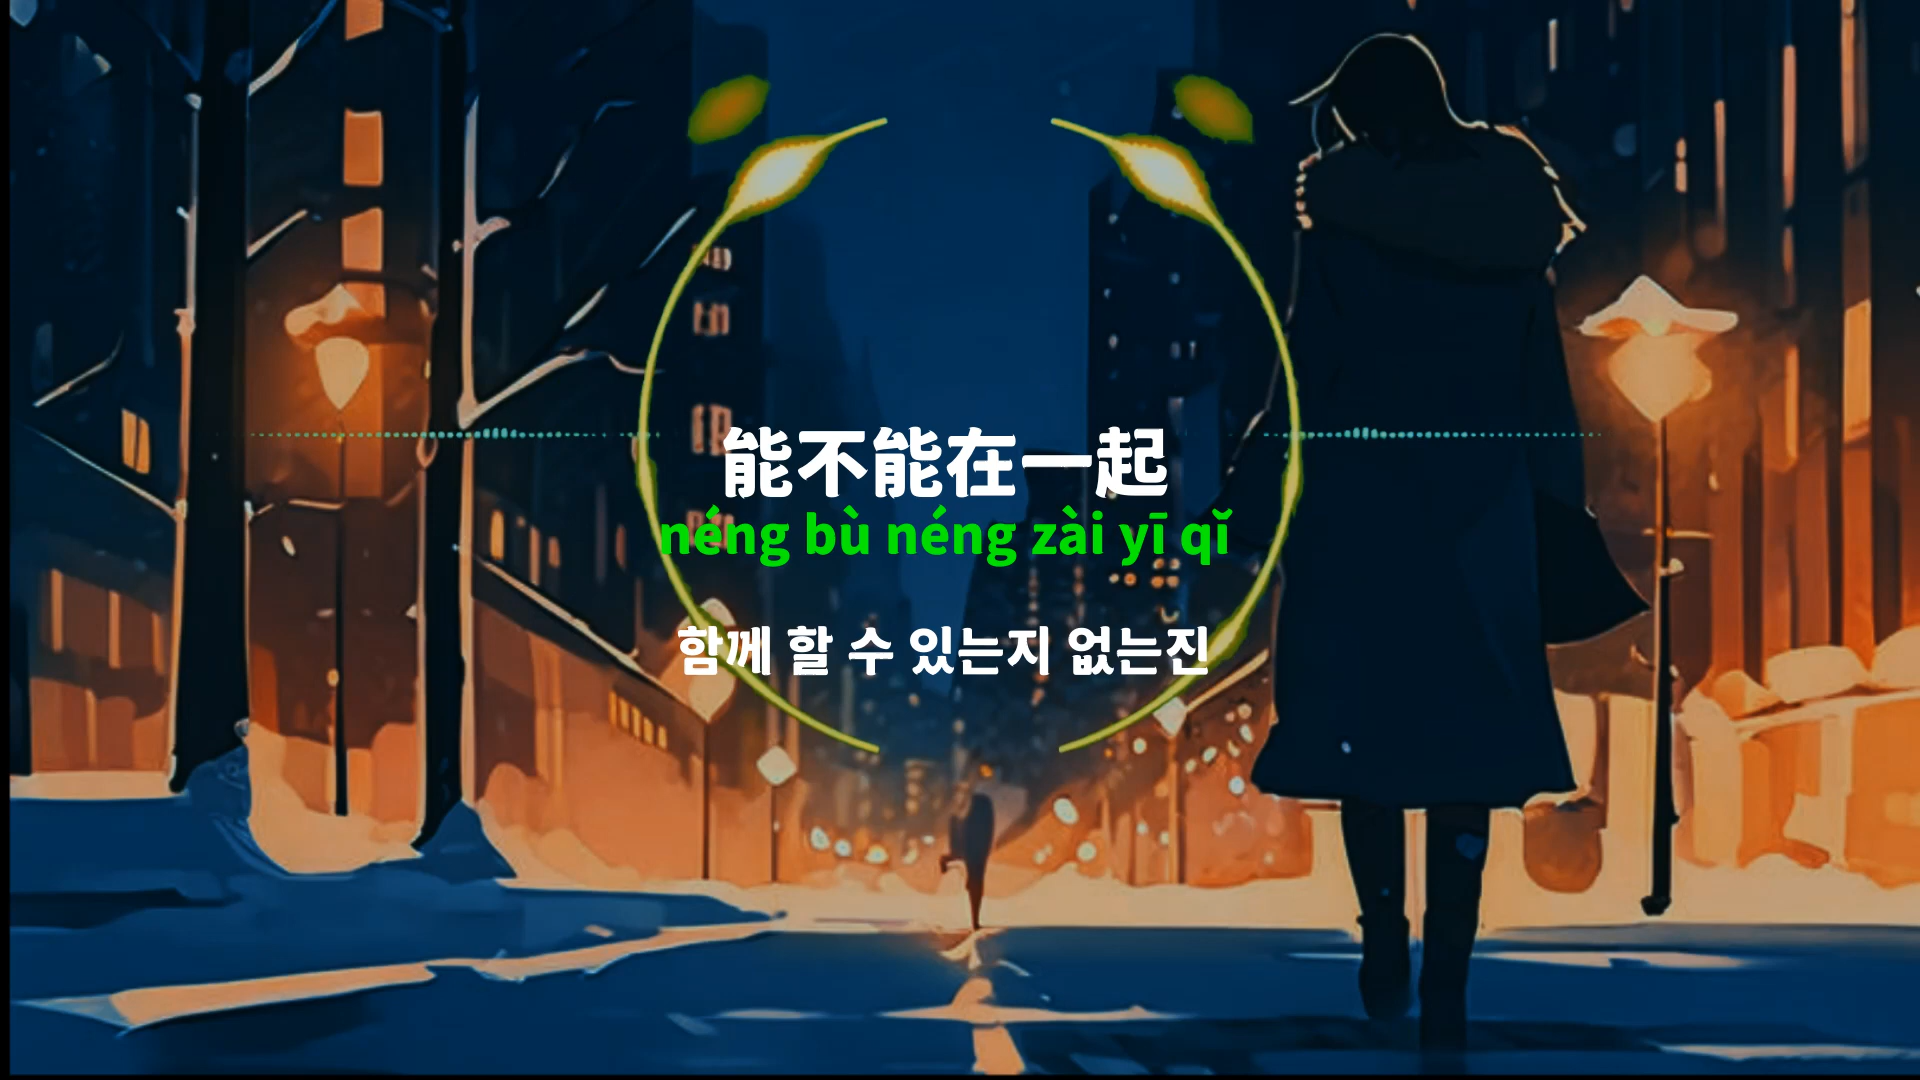 能不能在一起
néng bù néng zài yī qǐ
함께 할 수 있는지 없는진